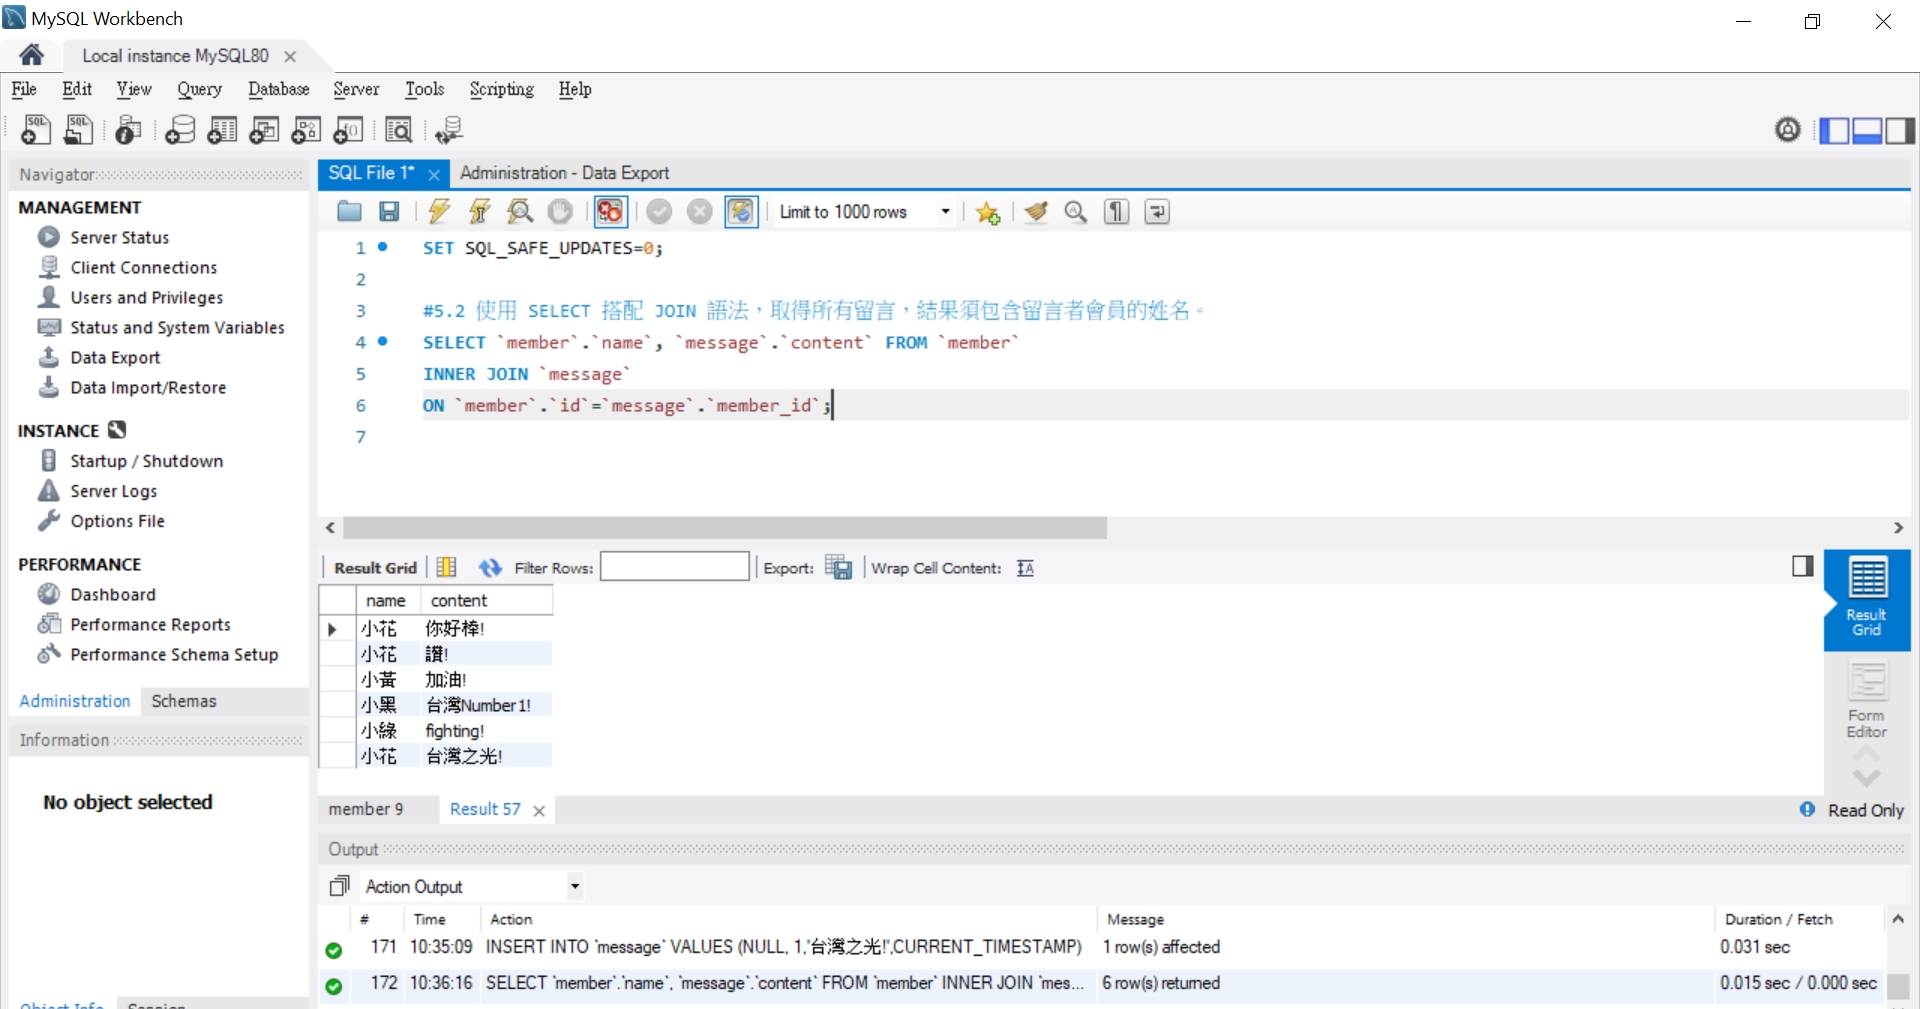 MySQL Workbench
Local instance MySQL80
File Edit View Query Database Server Tools Scripting Help
Navigator
MANAGEMENT
Server Status
Client Connections
Users and Privileges
Status and System Variables
Data Export
Data Import/Restore
INSTANCE
Startup / Shutdown
Server Logs
Options File
PERFORMANCE
Dashboard
Performance Reports
Performance Schema Setup
Administration Schemas
Information
No object selected
SQL File 1* Administration - Data Export
Limit to 1000 rows
1 SET SQL_SAFE_UPDATES=0;
2
3 #5.2 使用 SELECT 搭配 JOIN 語法，取得所有留言，結果須包含留言者會員的姓名。
4 SELECT `member`.`name`, `message`.`content` FROM `member`
5 INNER JOIN `message`
6 ON `member`.`id`=`message`.`member_id`;
7
Result Grid Filter Rows: Export: Wrap Cell Content:
name content
小花 你好棒!
小花 讚!
小黃 加油!
小黑 台灣Number1!
小綠 fighting!
小花 台灣之光!
Result Grid
Form Editor
member 9 Result 57
Read Only
Output
Action Output
# Time Action Message Duration / Fetch
171 10:35:09 INSERT INTO `message` VALUES (NULL, 1,'台灣之光!',CURRENT_TIMESTAMP) 1 row(s) affected 0.031 sec
172 10:36:16 SELECT `member`.`name`, `message`.`content` FROM `member` INNER JOIN `mes... 6 row(s) returned 0.015 sec / 0.000 sec
Object Info Session